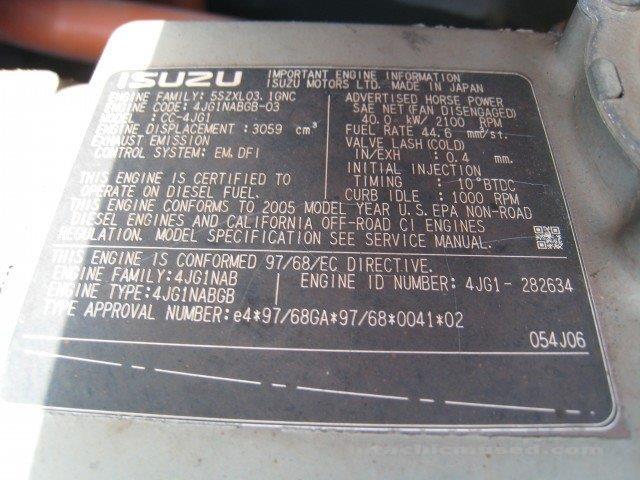 ISUZU
IMPORTANT ENGINE INFORMATION
ISUZU MOTORS LTD. MADE IN JAPAN
ENGINE FAMILY: 5SZXL03.1GNC
ENGINE CODE: 4JG1NABGB-03
MODEL: CC-4JG1
ENGINE DISPLACEMENT: 3059 cm³
EXHAUST EMISSION
CONTROL SYSTEM: EM, DFI
THIS ENGINE IS CERTIFIED TO
OPERATE ON DIESEL FUEL.
ADVERTISED HORSE POWER
SAE NET(FAN DISENGAGED)
40.0 kW/ 2100 RPM
FUEL RATE 44.6 mm³/st.
VALVE LASH(COLD)
IN/EXH : 0.4 mm.
INITIAL INJECTION
TIMING : 10°BTDC
CURB IDLE : 1000 RPM
THIS ENGINE CONFORMS TO 2005 MODEL YEAR U.S.EPA NON-ROAD
DIESEL ENGINES AND CALIFORNIA OFF-ROAD CI ENGINES
REGULATION. MODEL SPECIFICATION SEE SERVICE MANUAL.
THIS ENGINE IS CONFORMED 97/68/EC DIRECTIVE.
ENGINE FAMILY:4JG1NAB
ENGINE ID NUMBER: 4JG1- 282634
ENGINE TYPE:4JG1NABGB
TYPE APPROVAL NUMBER:e4*97/68GA*97/68*0041*02
054J06